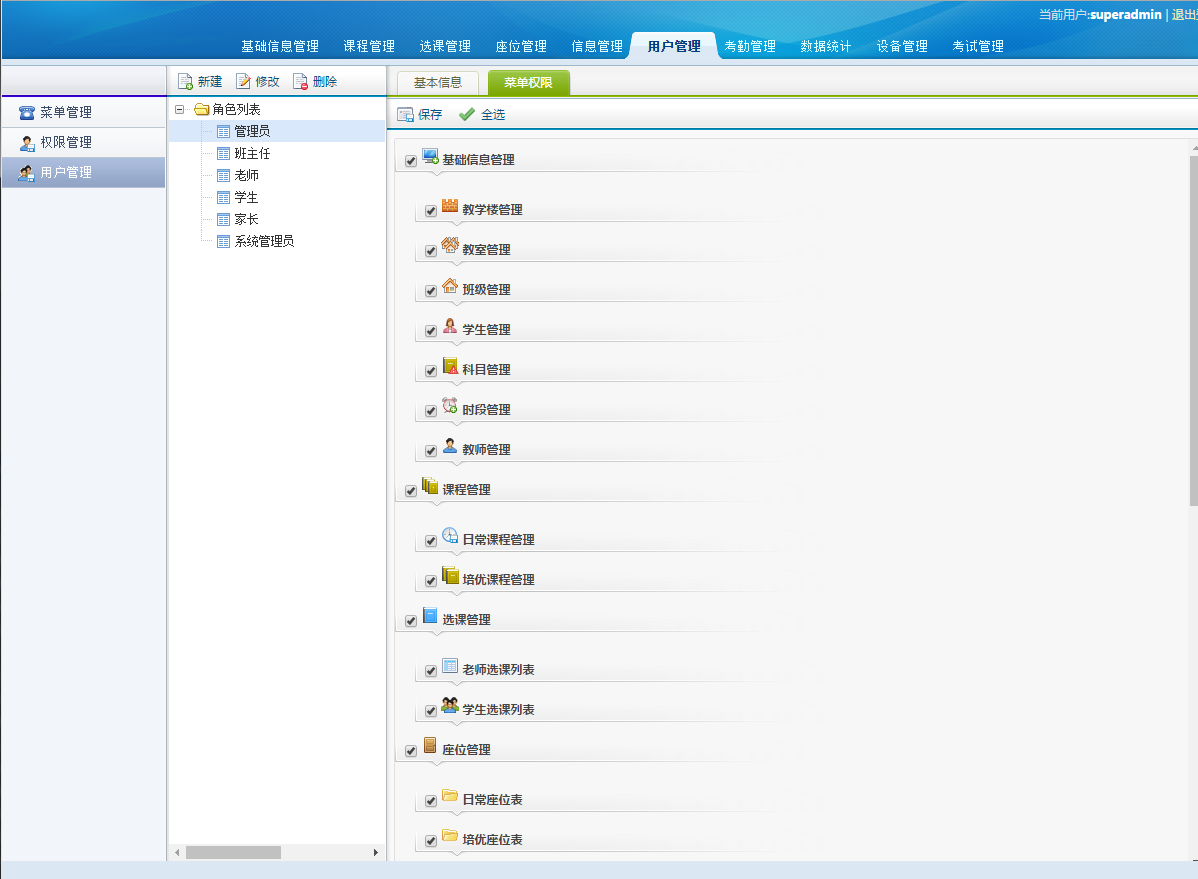 当前用户:superadmin | 退出
基础信息管理 课程管理 选课管理 座位管理 信息管理 用户管理 考勤管理 数据统计 设备管理 考试管理
菜单管理
权限管理
用户管理
新建 修改 删除
角色列表
管理员
班主任
老师
学生
家长
系统管理员
基本信息 菜单权限
保存 全选
基础信息管理
教学楼管理
教室管理
班级管理
学生管理
科目管理
时段管理
教师管理
课程管理
日常课程管理
培优课程管理
选课管理
老师选课列表
学生选课列表
座位管理
日常座位表
培优座位表